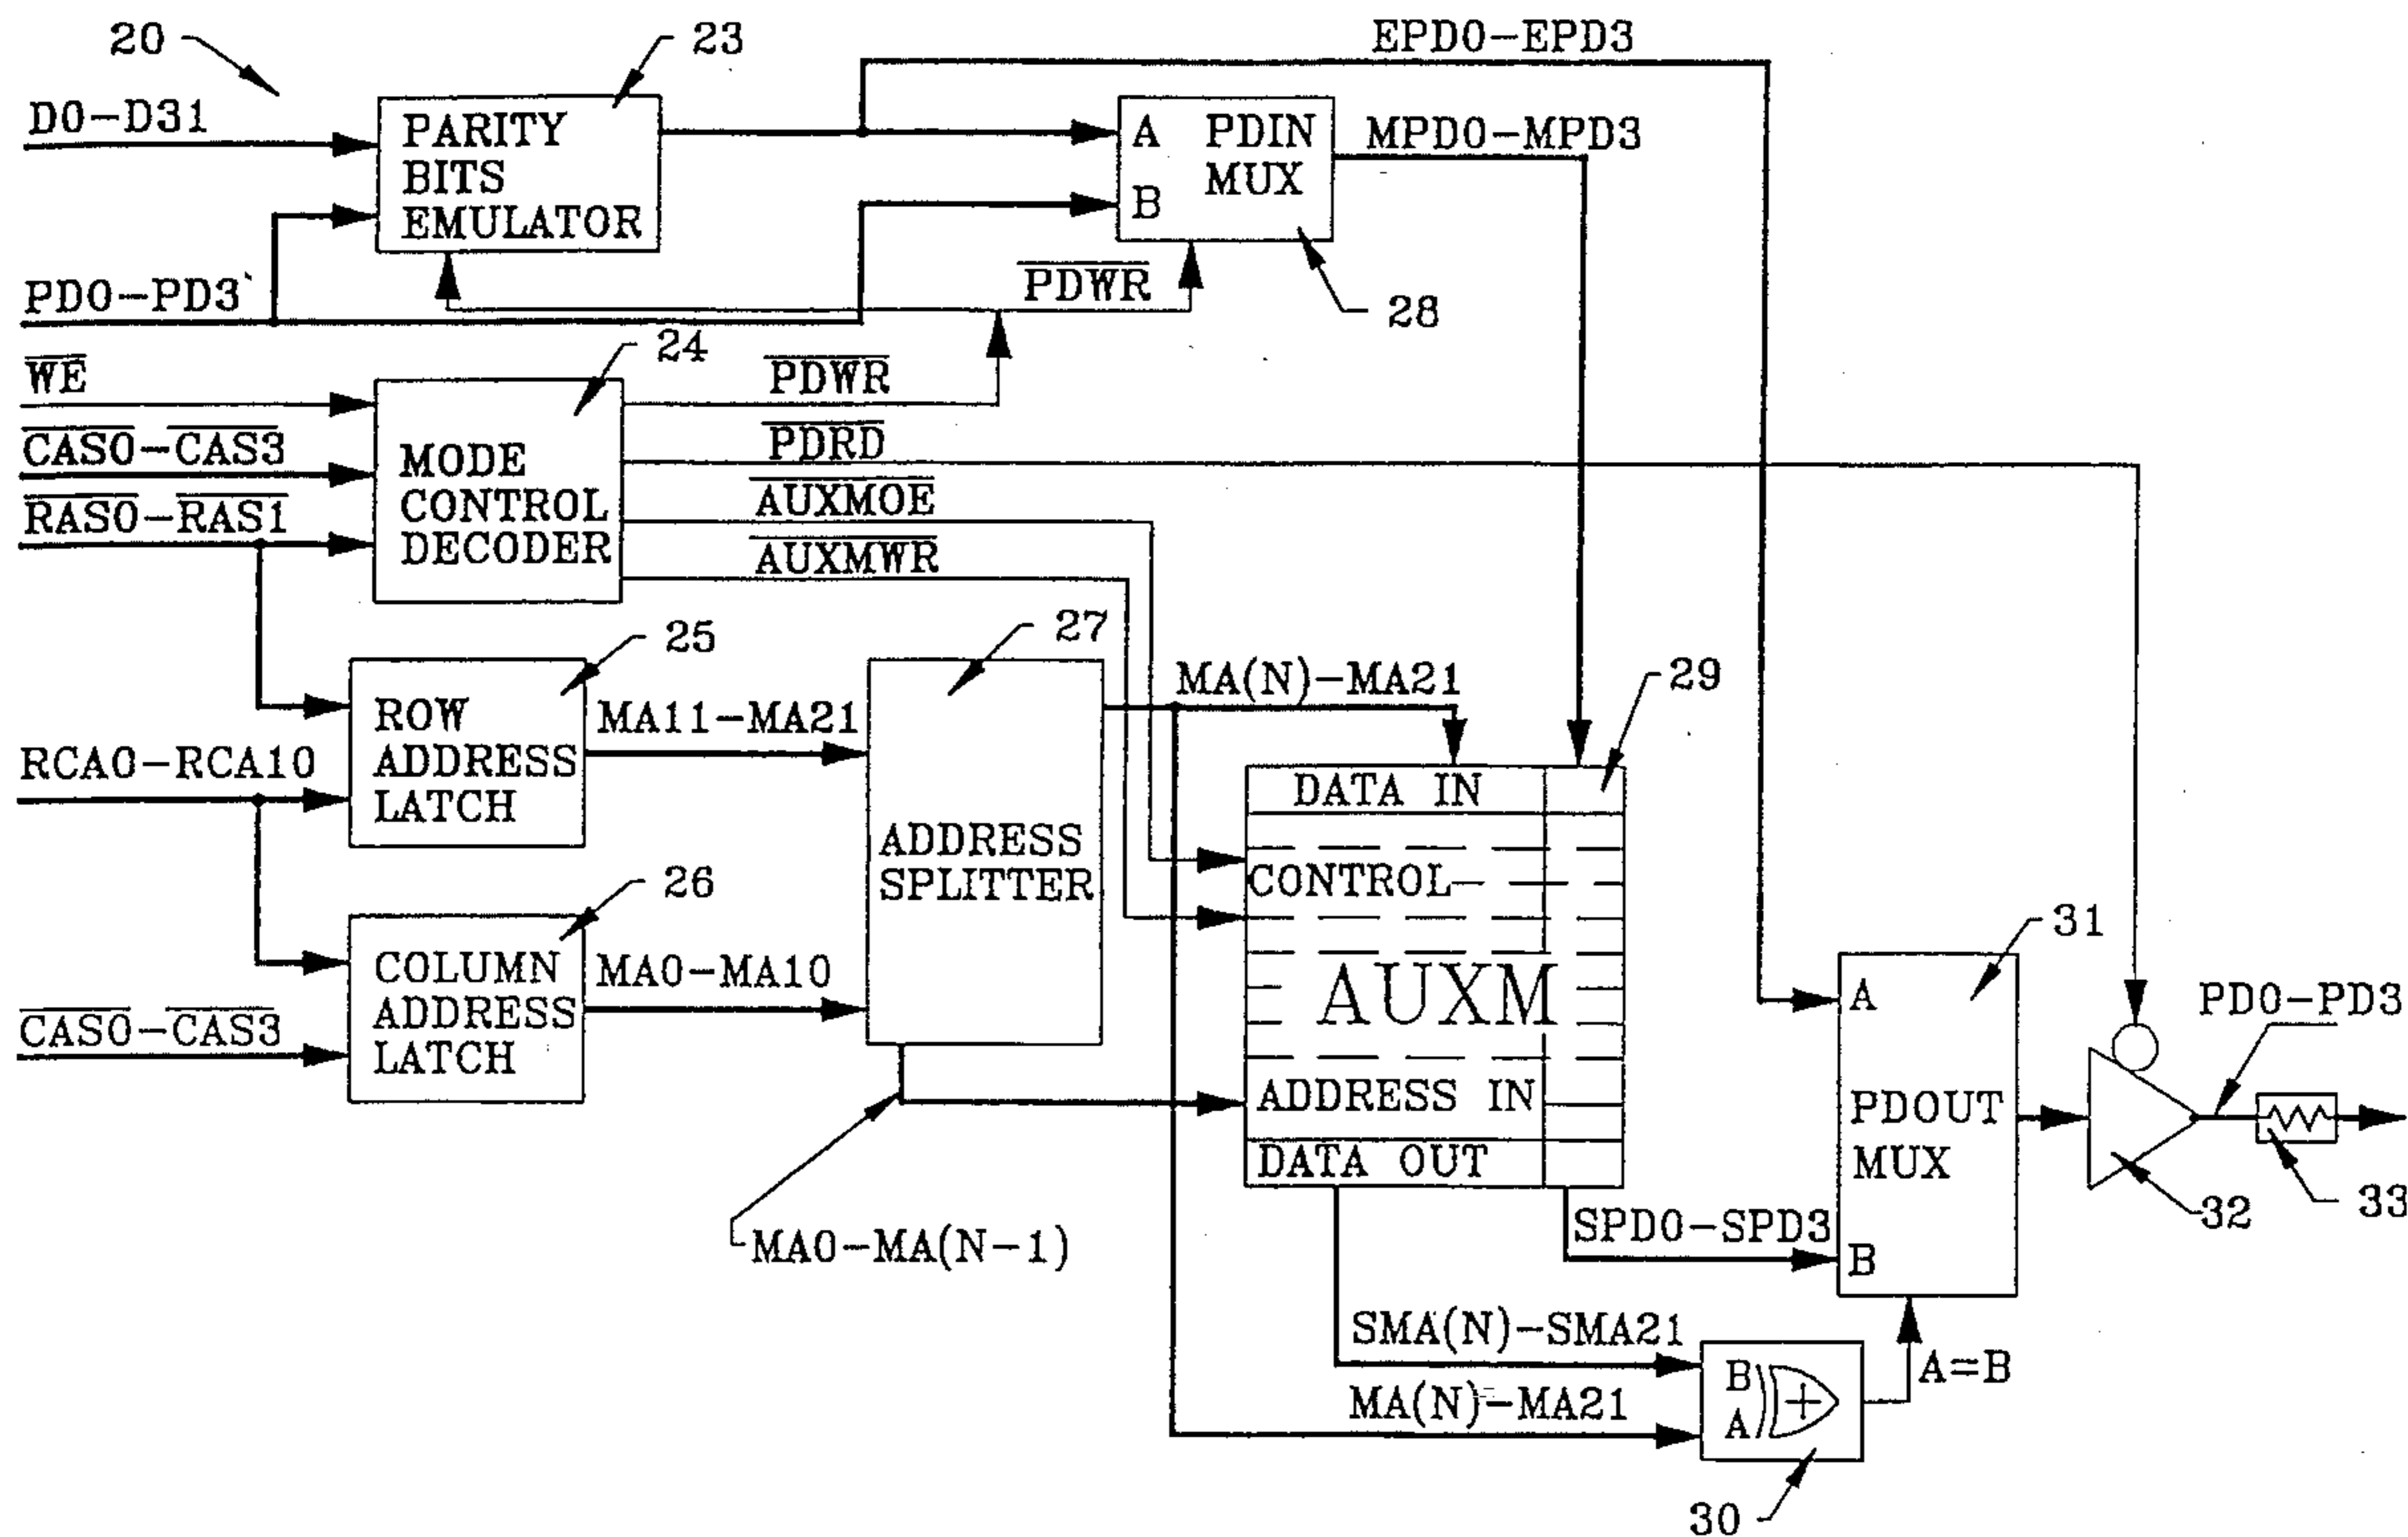 20
23
EPD0-EPD3
D0-D31
PARITY
BITS
EMULATOR
A PDIN
MUX
B
MPD0-MPD3
PD0-PD3
PDWR
28
24
WE
PDWR
CAS0-CAS3
PDRD
MODE
CONTROL
DECODER
RAS0-RAS1
AUXMOE
AUXMWR
25
27
MA(N)-MA21
29
ROW
ADDRESS
LATCH
MA11-MA21
RCA0-RCA10
DATA IN
ADDRESS
SPLITTER
CONTROL
26
31
COLUMN
ADDRESS
LATCH
MA0-MA10
AUXM
A
PD0-PD3
CAS0-CAS3
ADDRESS IN
PDOUT
MUX
DATA OUT
33
32
MA0-MA(N-1)
SPD0-SPD3
B
SMA(N)-SMA21
A=B
B
MA(N)-MA21
A
30